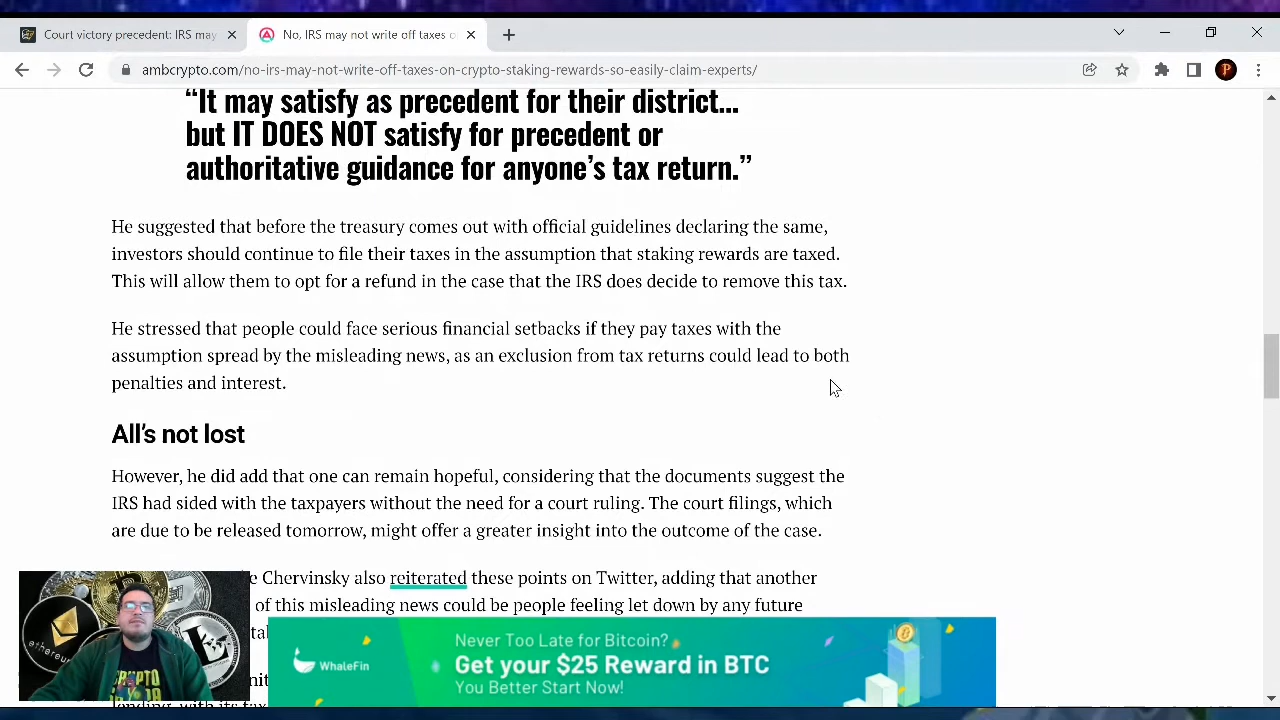 Court victory precedent: IRS may
No, IRS may not write off taxes o
ambcrypto.com/no-irs-may-not-write-off-taxes-on-crypto-staking-rewards-so-easily-claim-experts/
P
“It may satisfy as precedent for their district...
but IT DOES NOT satisfy for precedent or
authoritative guidance for anyone’s tax return.”
He suggested that before the treasury comes out with official guidelines declaring the same,
investors should continue to file their taxes in the assumption that staking rewards are taxed.
This will allow them to opt for a refund in the case that the IRS does decide to remove this tax.
He stressed that people could face serious financial setbacks if they pay taxes with the
assumption spread by the misleading news, as an exclusion from tax returns could lead to both
penalties and interest.
All’s not lost
However, he did add that one can remain hopeful, considering that the documents suggest the
IRS had sided with the taxpayers without the need for a court ruling. The court filings, which
are due to be released tomorrow, might offer a greater insight into the outcome of the case.
Chervinsky also reiterated these points on Twitter, adding that another
of this misleading news could be people feeling let down by any future
ethereum
CRYPTO
WhaleFin
Never Too Late for Bitcoin?
Get your $25 Reward in BTC
You Better Start Now!